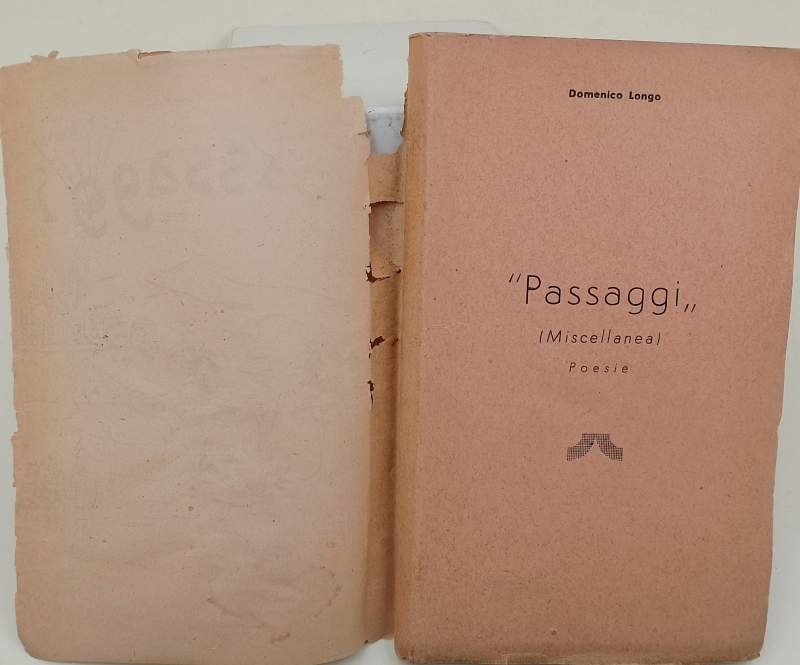 Domenico Longo
"Passaggi„
(Miscellanea)
Poesie